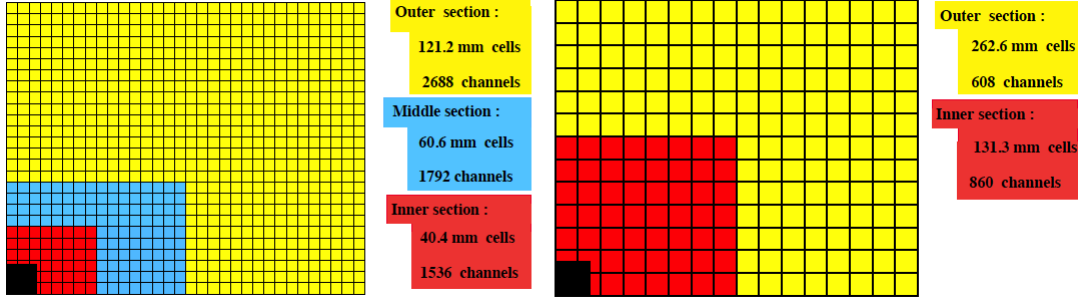 Outer section :
121.2 mm cells
2688 channels
Middle section :
60.6 mm cells
1792 channels
Inner section :
40.4 mm cells
1536 channels
Outer section :
262.6 mm cells
608 channels
Inner section :
131.3 mm cells
860 channels